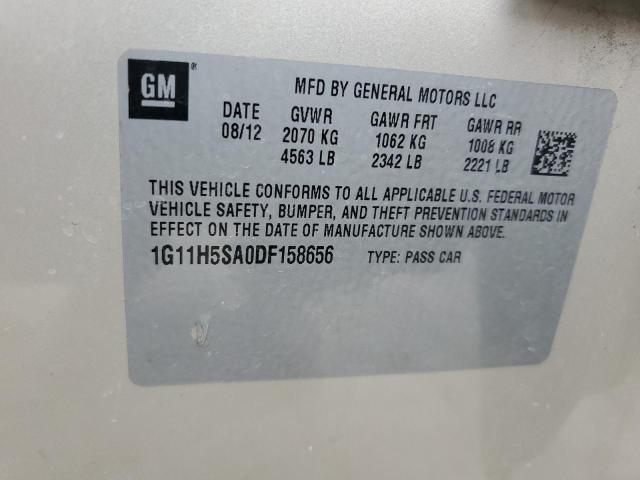 GM ®
MFD BY GENERAL MOTORS LLC
DATE GVWR GAWR FRT GAWR RR
08/12 2070 KG 1062 KG 1008 KG
4563 LB 2342 LB 2221 LB
THIS VEHICLE CONFORMS TO ALL APPLICABLE U.S. FEDERAL MOTOR
VEHICLE SAFETY, BUMPER, AND THEFT PREVENTION STANDARDS IN
EFFECT ON THE DATE OF MANUFACTURE SHOWN ABOVE.
1G11H5SA0DF158656 TYPE: PASS CAR